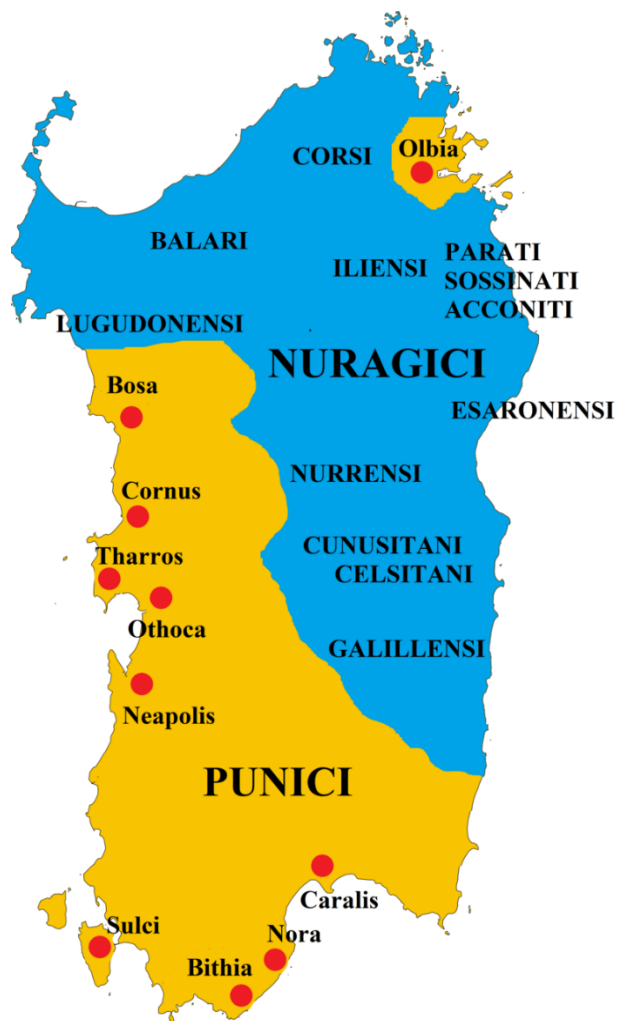 Olbia
CORSI
BALARI
ILIENSI
PARATI
SOSSINATI
ACCONITI
LUGUDONENSI
NURAGICI
Bosa
ESARONENSI
NURRENSI
Cornus
CUNUSITANI
CELSITANI
Tharros
Othoca
GALILLENSI
Neapolis
PUNICI
Caralis
Sulci
Nora
Bithia